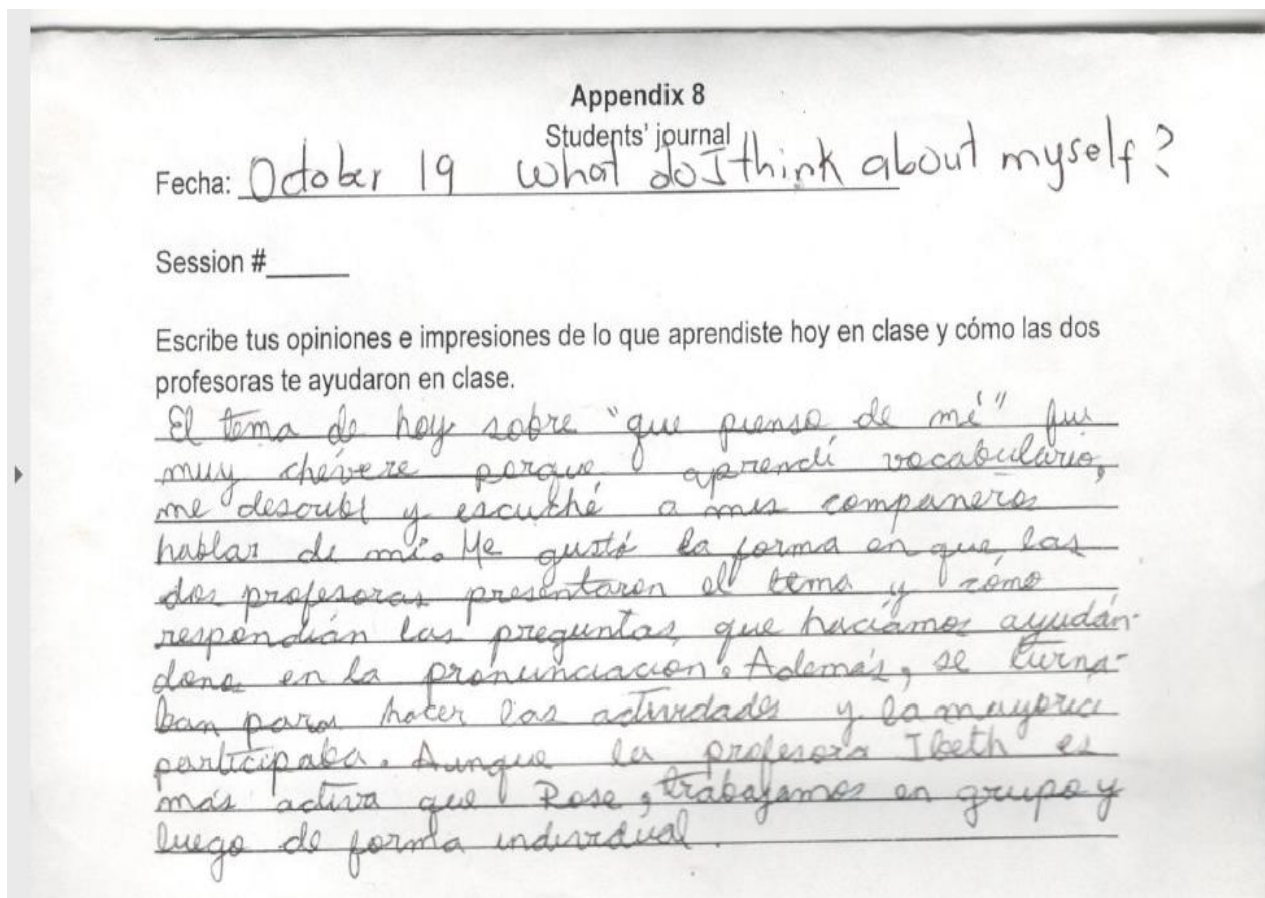 Appendix 8
Students' journal
Fecha: October 19 What do I think about myself?
Session #______
Escribe tus opiniones e impresiones de lo que aprendiste hoy en clase y cómo las dos
profesoras te ayudaron en clase.
El tema de hoy sobre "que pienso de mí" fue
muy chévere porque aprendí vocabulario,
me describí y escuché a mis compañeros
hablar de mí. Me gustó la forma en que las
dos profesoras presentaron el tema y cómo
respondían las preguntas que hacíamos ayudán-
dono en la pronunciación. Además, se turna-
ban para hacer las actividades y la mayoría
participaba. Aunque la profesora Ibeth es
más activa que Rose, trabajamos en grupo y
luego de forma individual.